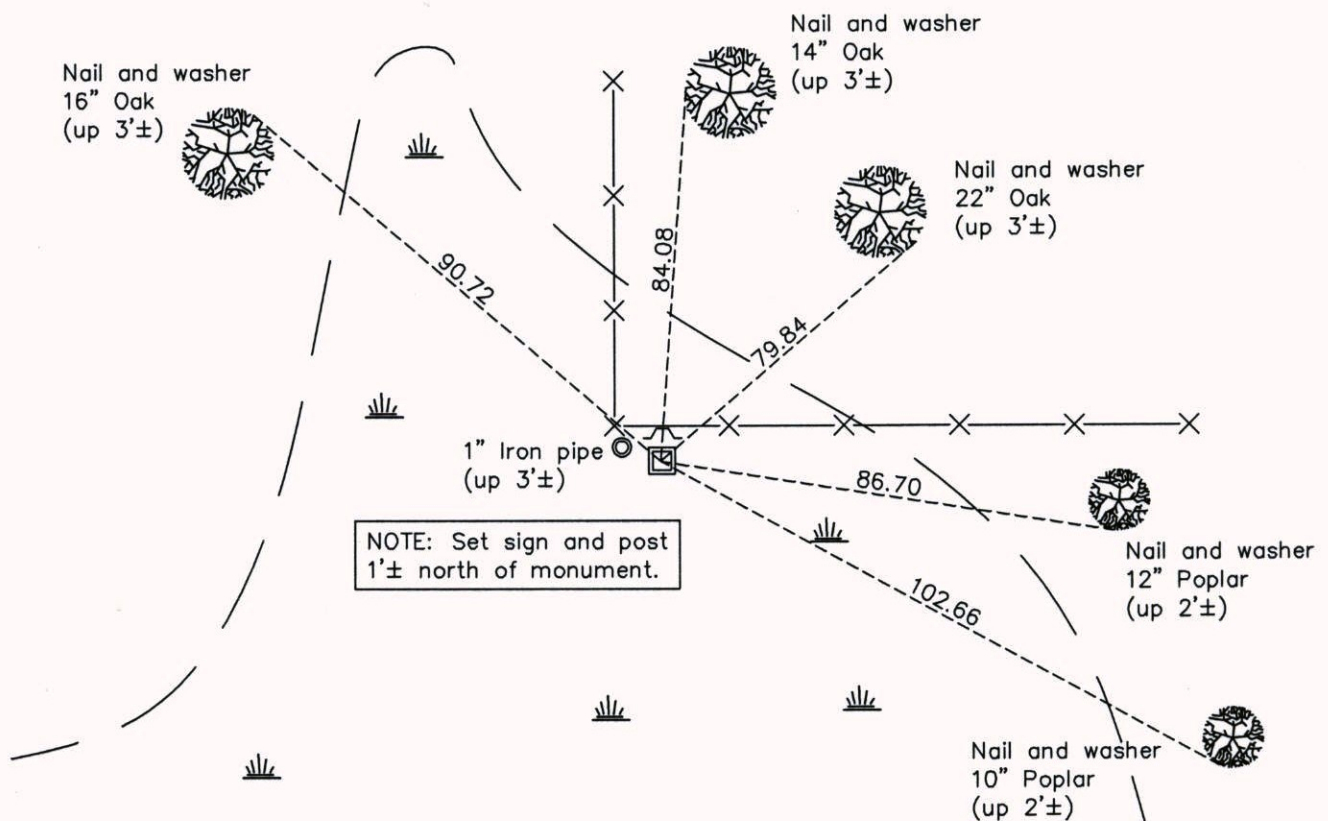 Nail and washer
14” Oak
(up 3’±)
Nail and washer
16” Oak
(up 3’±)
Nail and washer
22” Oak
(up 3’±)
90.72
84.08
79.84
1” Iron pipe
(up 3’±)
86.70
NOTE: Set sign and post
1’± north of monument.
Nail and washer
12” Poplar
(up 2’±)
102.66
Nail and washer
10” Poplar
(up 2’±)